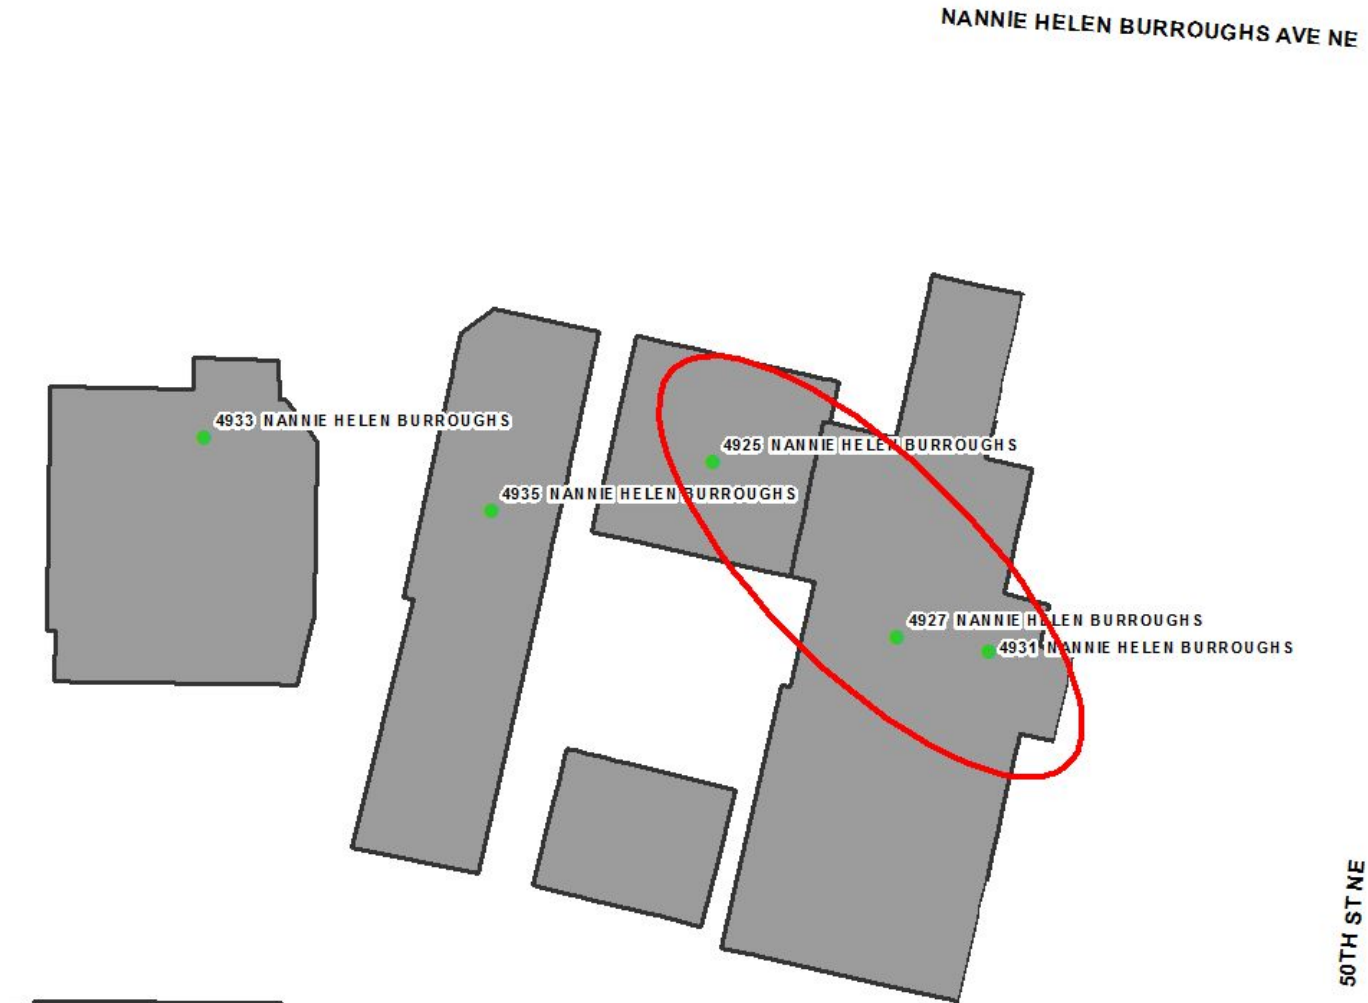 NANNIE HELEN BURROUGHS AVE NE
4933 NANNIE HELEN BURROUGHS
4925 NANNIE HELEN BURROUGHS
4935 NANNIE HELEN BURROUGHS
4927 NANNIE HELEN BURROUGHS
4931 NANNIE HELEN BURROUGHS
50TH ST NE